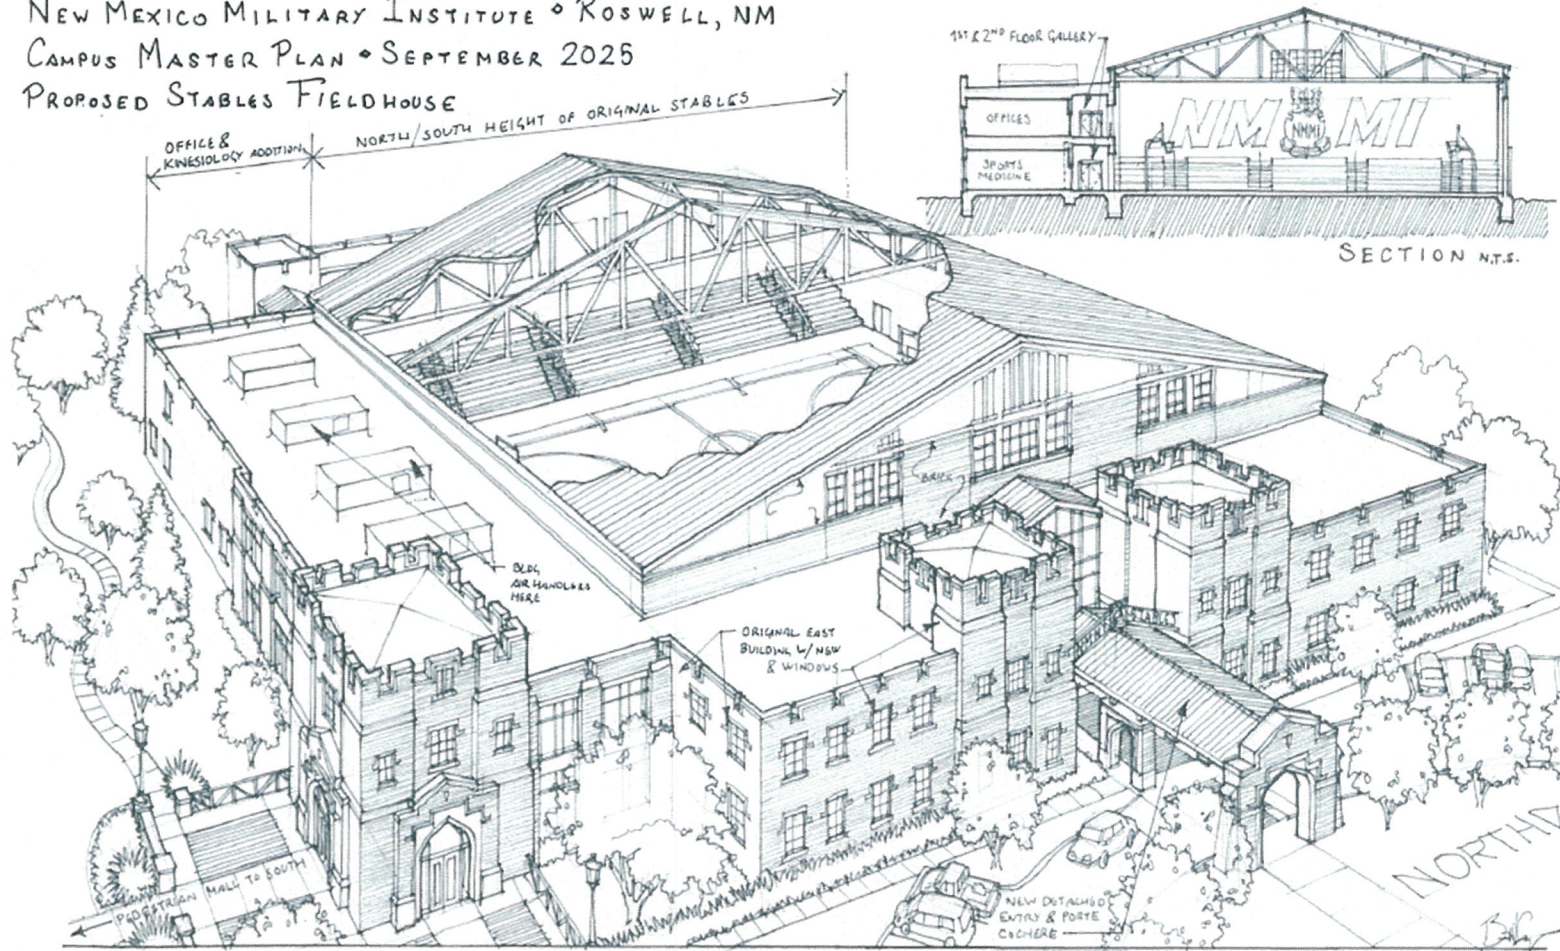 NEW MEXICO MILITARY INSTITUTE • ROSWELL, NM
CAMPUS MASTER PLAN • SEPTEMBER 2025
PROPOSED STABLES FIELDHOUSE
OFFICE &
KINESIOLOGY ADDITION
NORTH/SOUTH HEIGHT OF ORIGINAL STABLES
1ST & 2ND FLOOR GALLERY
OFFICES
SPORTS
MEDICINE
NM MI
NMMI
SECTION N.T.S.
BRICK
BLDG
AIR HANDLERS
HERE
ORIGINAL EAST
BUILDING W/ NEW
& WINDOWS
PEDESTRIAN MALL TO SOUTH
NEW DETACHED
ENTRY & PORTE
COCHERE
NORTH